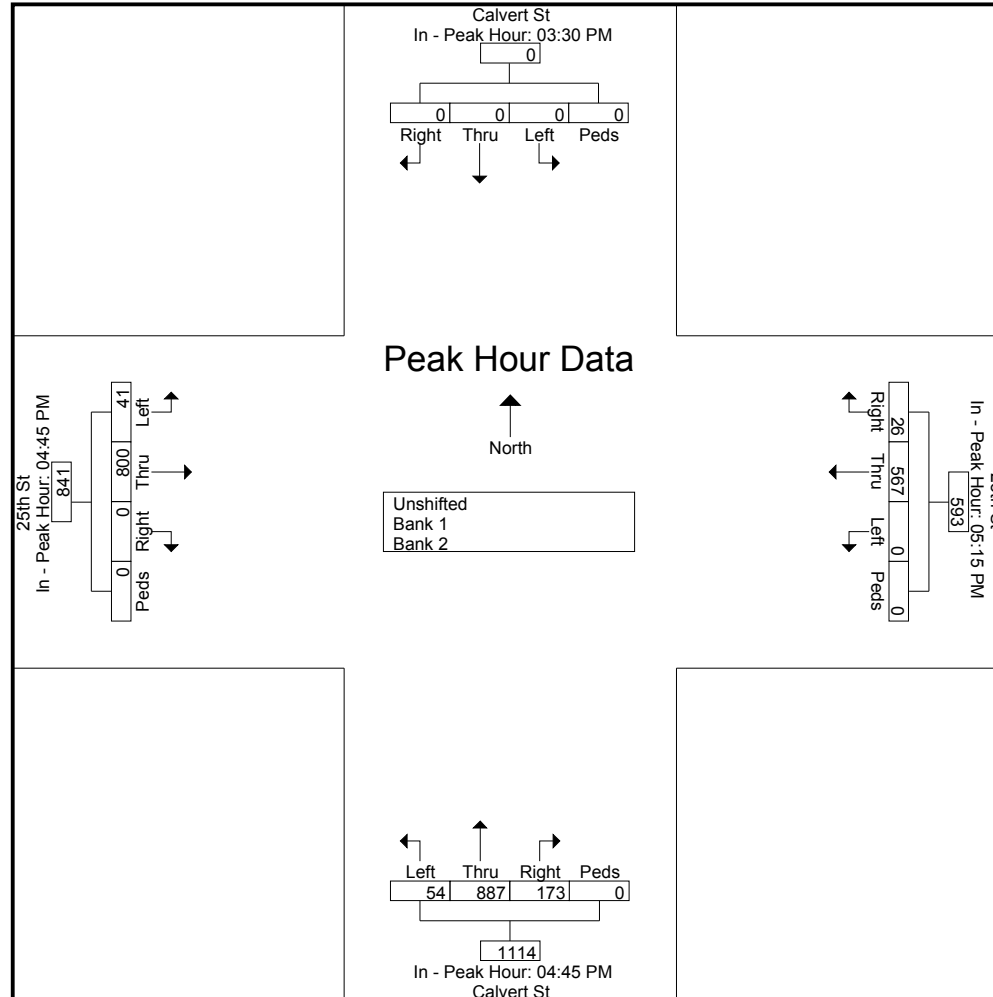 Calvert St
In - Peak Hour: 03:30 PM
0
0 0 0 0
Right Thru Left Peds
Peak Hour Data
North
Unshifted
Bank 1
Bank 2
25th St
In - Peak Hour: 04:45 PM
841
41 800 0 0
Left Thru Right Peds
In - Peak Hour: 05:15 PM
593
26 567 0 0
Right Thru Left Peds
Left Thru Right Peds
54 887 173 0
1114
In - Peak Hour: 04:45 PM
Calvert St